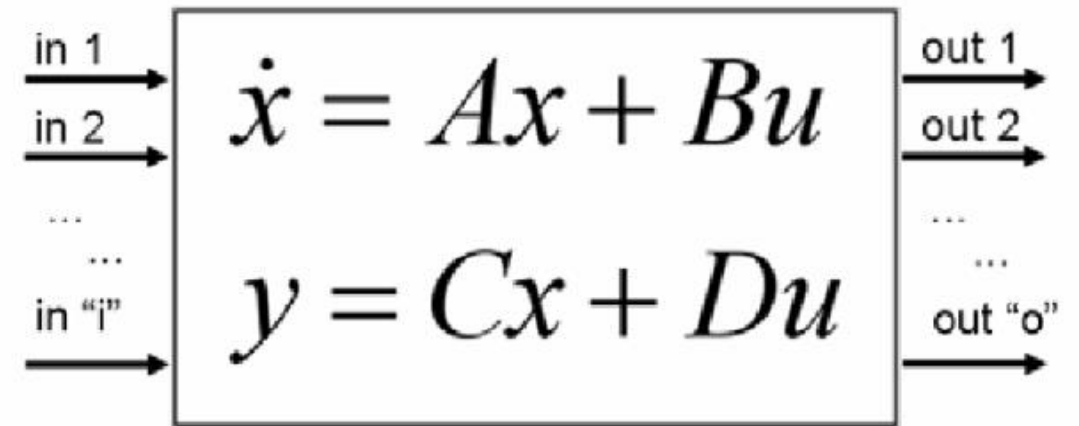 in 1
out 1
ẋ = Ax + Bu
in 2
out 2
...
...
...
...
y = Cx + Du
in “i”
out “o”